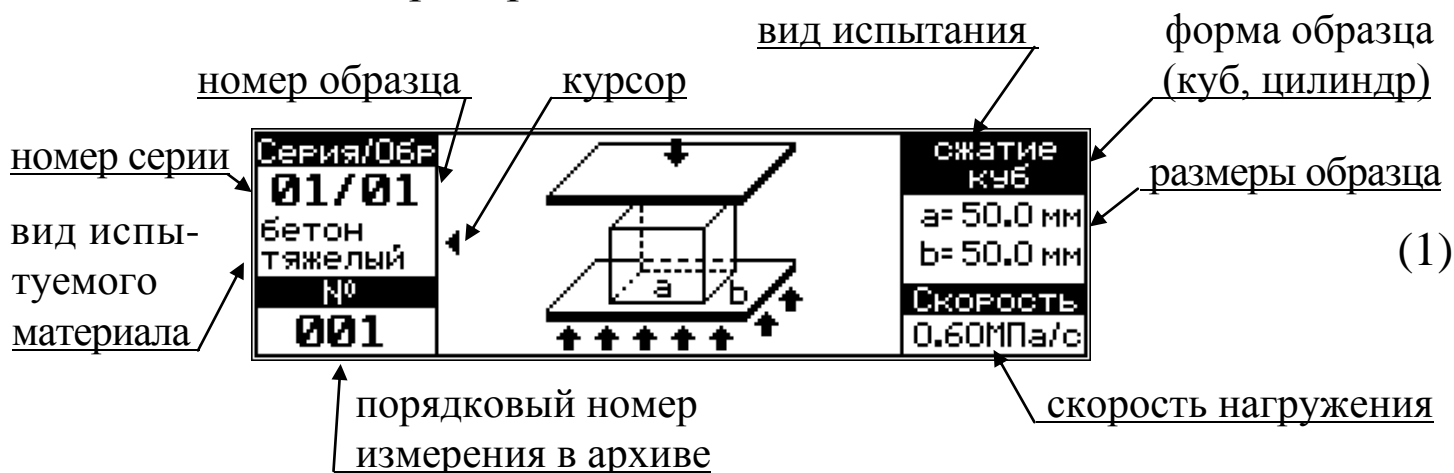 вид испытания
форма образца
(куб, цилиндр)
номер образца
курсор
номер серии
Серия/Обр
01/01
бетон
тяжелый
№
001
a
b
сжатие
куб
a= 50.0 мм
b= 50.0 мм
Скорость
0.60МПа/с
размеры образца
(1)
вид испы-
туемого
материала
порядковый номер
измерения в архиве
скорость нагружения